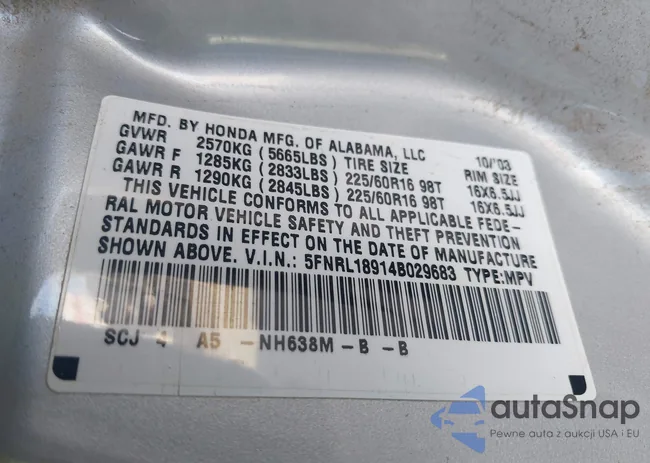 MFD. BY HONDA MFG. OF ALABAMA, LLC 10/'03
GVWR 2570KG (5665LBS) TIRE SIZE RIM SIZE
GAWR F 1285KG (2833LBS) 225/60R16 98T 16X6.5JJ
GAWR R 1290KG (2845LBS) 225/60R16 98T 16X6.5JJ
THIS VEHICLE CONFORMS TO ALL APPLICABLE FEDE-
RAL MOTOR VEHICLE SAFETY AND THEFT PREVENTION
STANDARDS IN EFFECT ON THE DATE OF MANUFACTURE
SHOWN ABOVE. V.I.N.: 5FNRL18914B029683 TYPE:MPV
SCJ 4 A5 -NH638M-B -B
autaSnap
Pewne auta z aukcji USA i EU